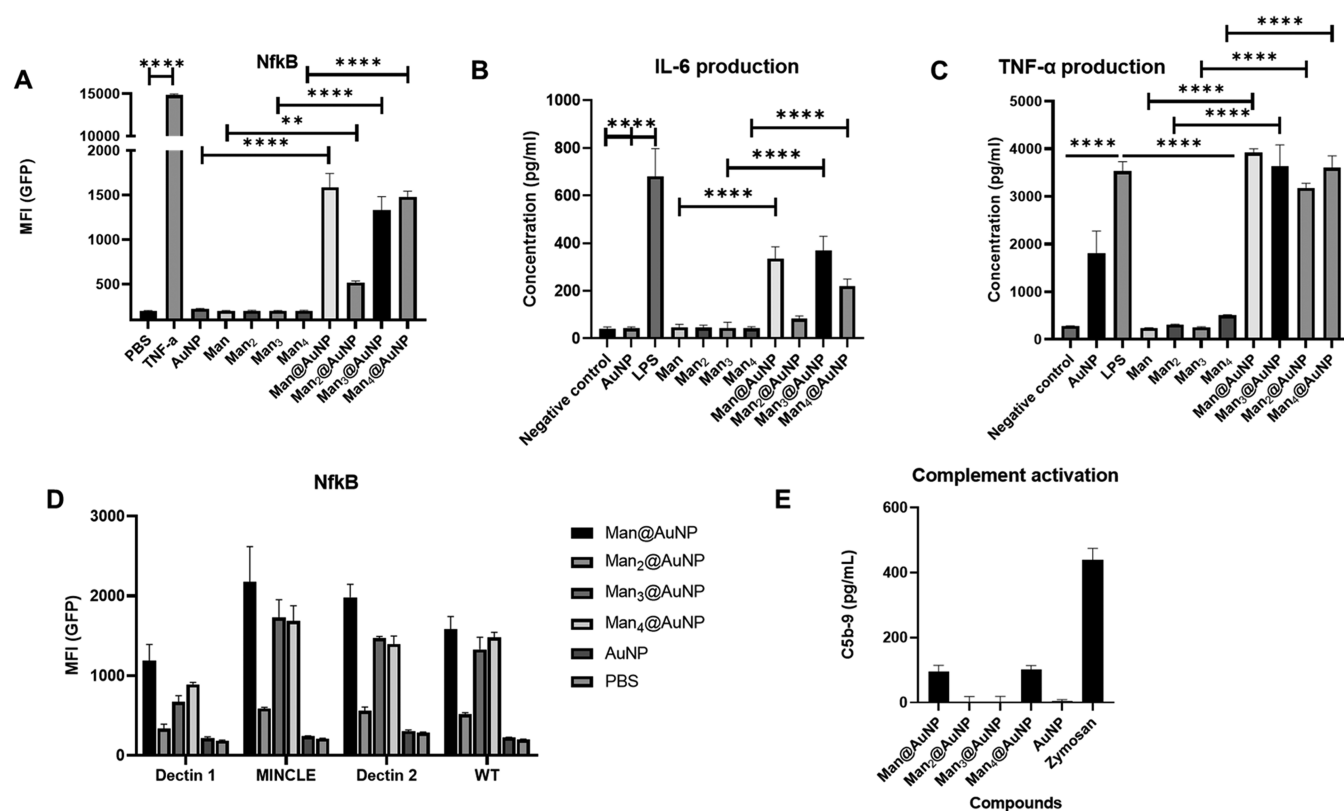 A
NfkB
****
****
****
**
****
MFI (GFP)
15000
10000
2000
1500
1000
500
PBS
TNF-a
AuNP
Man
Man₂
Man₃
Man₄
Man@AuNP
Man₂@AuNP
Man₃@AuNP
Man₄@AuNP
B
IL-6 production
****
****
****
****
Concentration (pg/ml)
1000
800
600
400
200
0
Negative control
AuNP
LPS
Man
Man₂
Man₃
Man₄
Man@AuNP
Man₂@AuNP
Man₃@AuNP
Man₄@AuNP
C
TNF-α production
****
****
****
****
****
****
Concentration (pg/ml)
5000
4000
3000
2000
1000
0
Negative control
AuNP
LPS
Man
Man₂
Man₃
Man₄
Man@AuNP
Man₃@AuNP
Man₂@AuNP
Man₄@AuNP
D
NfkB
MFI (GFP)
3000
2000
1000
0
Dectin 1
MINCLE
Dectin 2
WT
Man@AuNP
Man₂@AuNP
Man₃@AuNP
Man₄@AuNP
AuNP
PBS
E
Complement activation
C5b-9 (pg/mL)
600
400
200
0
Man@AuNP
Man₂@AuNP
Man₃@AuNP
Man₄@AuNP
AuNP
Zymosan
Compounds